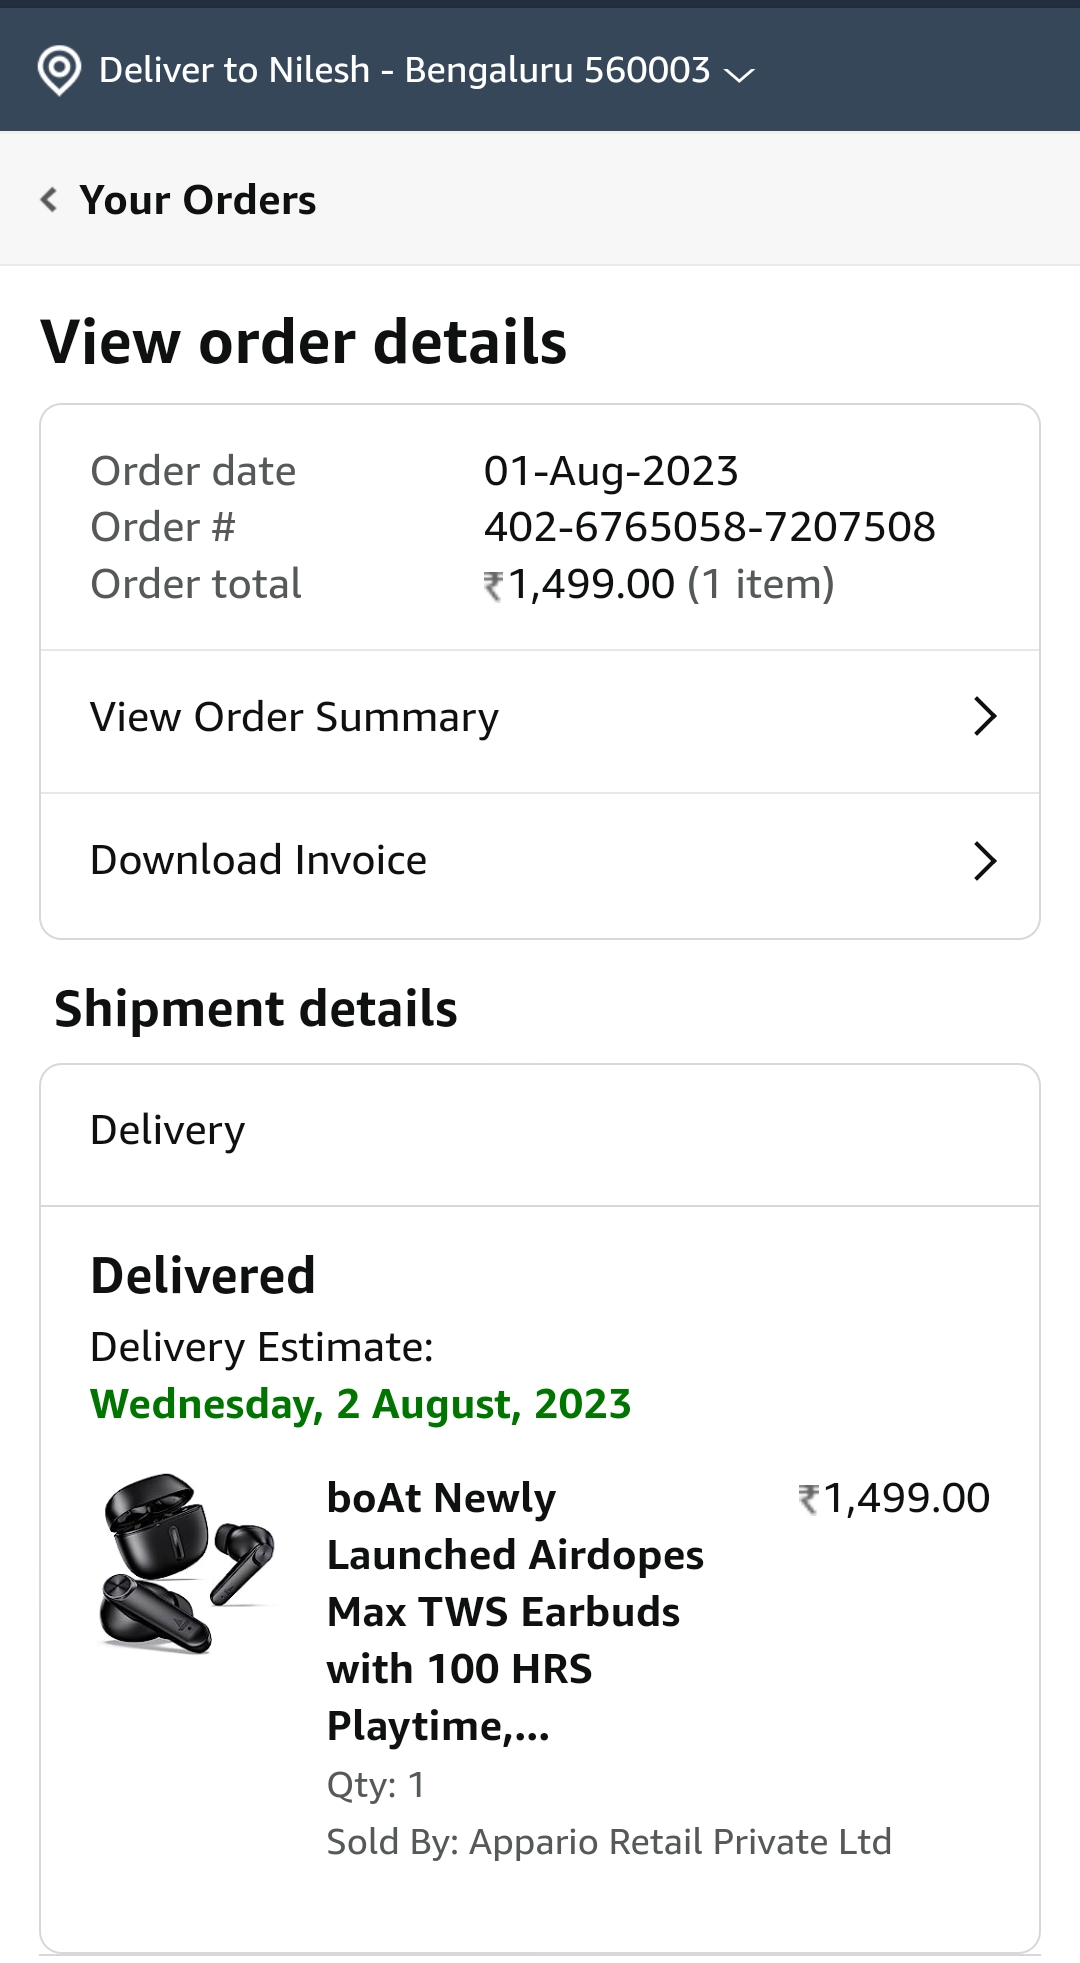 Deliver to Nilesh - Bengaluru 560003
Your Orders
View order details
Order date 01-Aug-2023
Order # 402-6765058-7207508
Order total ₹1,499.00 (1 item)
View Order Summary
Download Invoice
Shipment details
Delivery
Delivered
Delivery Estimate:
Wednesday, 2 August, 2023
boAt Newly ₹1,499.00
Launched Airdopes
Max TWS Earbuds
with 100 HRS
Playtime,...
Qty: 1
Sold By: Appario Retail Private Ltd